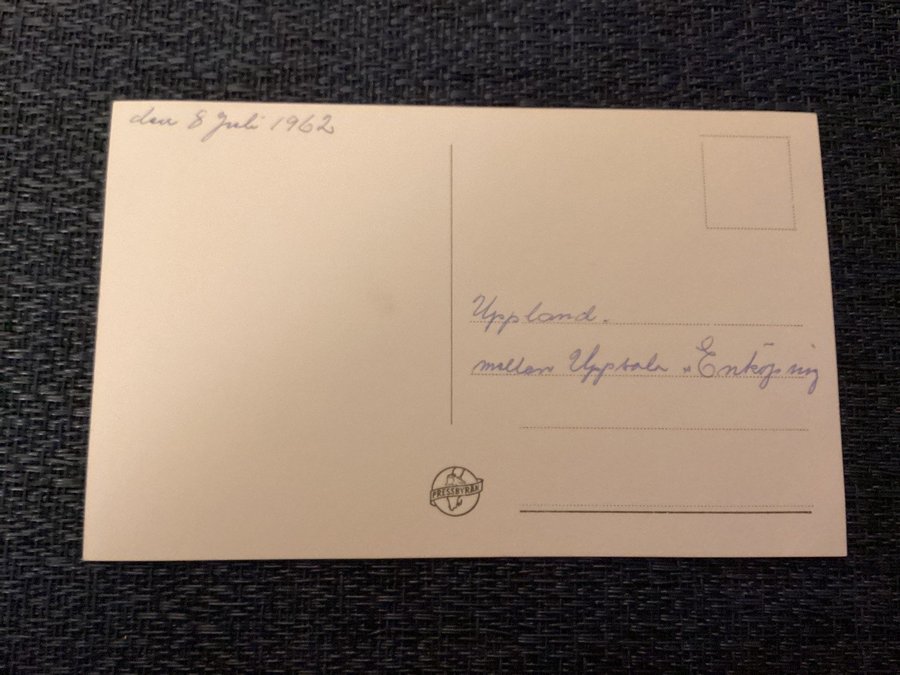 den 8 Juli 1962
Uppland.
mellan Uppsala o Enköping
PRESSBYRÅN